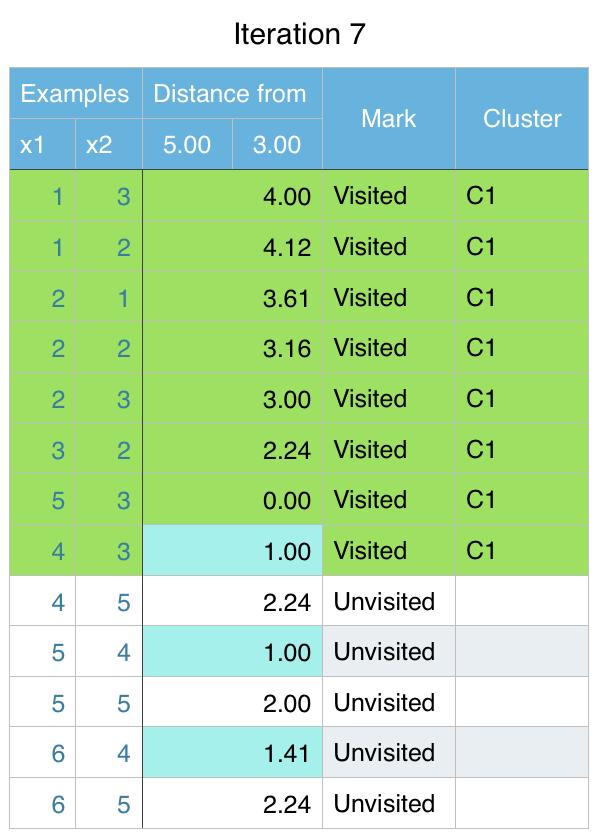 Iteration 7
Examples Distance from Mark Cluster
x1 x2 5.00 3.00
1 3 4.00 Visited C1
1 2 4.12 Visited C1
2 1 3.61 Visited C1
2 2 3.16 Visited C1
2 3 3.00 Visited C1
3 2 2.24 Visited C1
5 3 0.00 Visited C1
4 3 1.00 Visited C1
4 5 2.24 Unvisited
5 4 1.00 Unvisited
5 5 2.00 Unvisited
6 4 1.41 Unvisited
6 5 2.24 Unvisited